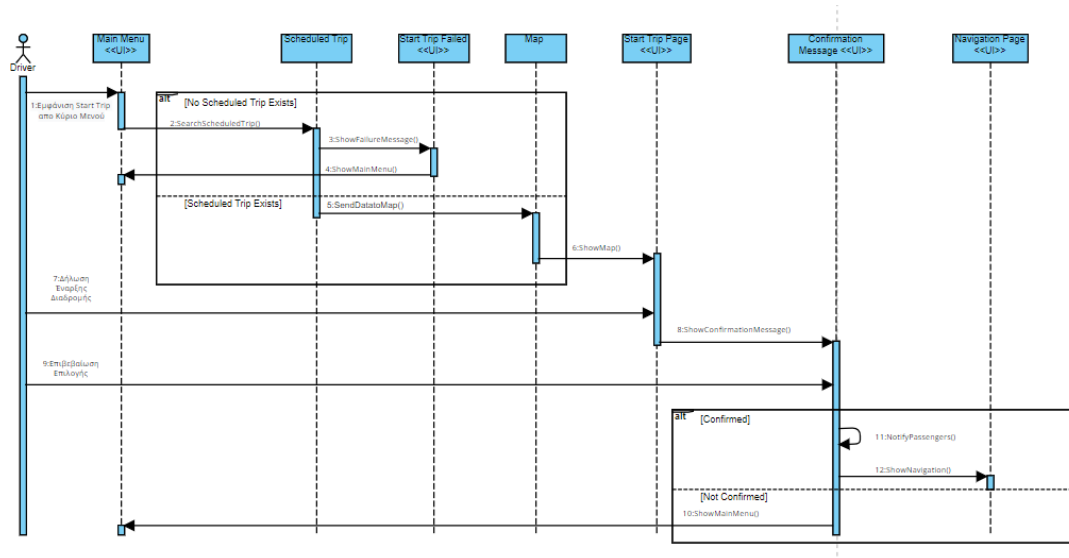 Main Menu
<<UI>>
Scheduled Trip
Start Trip Failed
<<UI>>
Map
Start Trip Page
<<UI>>
Confirmation
Message <<UI>>
Navigation Page
<<UI>>
Driver
1:Εμφάνιση Start Trip
απο Κύριο Μενού
alt
[No Scheduled Trip Exists]
2:SearchScheduledTrip()
3:ShowFailureMessage()
4:ShowMainMenu()
[Scheduled Trip Exists]
5:SendDatatoMap()
6:ShowMap()
7:Δήλωση
Έναρξης
Διαδρομής
8:ShowConfirmationMessage()
9:Επιβεβαίωση
Επιλογής
alt
[Confirmed]
11:NotifyPassengers()
12:ShowNavigation()
[Not Confirmed]
10:ShowMainMenu()